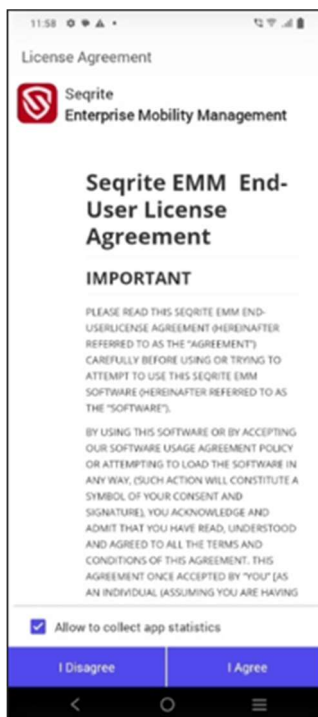 11:58
License Agreement
Seqrite
Enterprise Mobility Management
Seqrite EMM End-
User License
Agreement
IMPORTANT
PLEASE READ THIS SEQRITE EMM END-
USERLICENSE AGREEMENT (HEREINAFTER
REFERRED TO AS THE "AGREEMENT")
CAREFULLY BEFORE USING OR TRYING TO
ATTEMPT TO USE THIS SEQRITE EMM
SOFTWARE (HEREINAFTER REFERRED TO AS
THE "SOFTWARE").
BY USING THIS SOFTWARE OR BY ACCEPTING
OUR SOFTWARE USAGE AGREEMENT POLICY
OR ATTEMPTING TO LOAD THE SOFTWARE IN
ANY WAY, (SUCH ACTION WILL CONSTITUTE A
SYMBOL OF YOUR CONSENT AND
SIGNATURE), YOU ACKNOWLEDGE AND
ADMIT THAT YOU HAVE READ, UNDERSTOOD
AND AGREED TO ALL THE TERMS AND
CONDITIONS OF THIS AGREEMENT. THIS
AGREEMENT ONCE ACCEPTED BY "YOU" [AS
AN INDIVIDUAL (ASSUMING YOU ARE HAVING
Allow to collect app statistics
I Disagree
I Agree